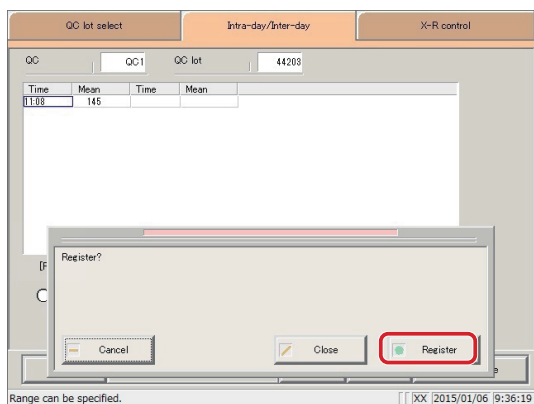 QC lot select Intra-day/Inter-day X-R control
QC QC1 QC lot 44203
Time Mean Time Mean
11:08 145
Register?
Cancel Close Register
Range can be specified. XX 2015/01/06 9:36:19